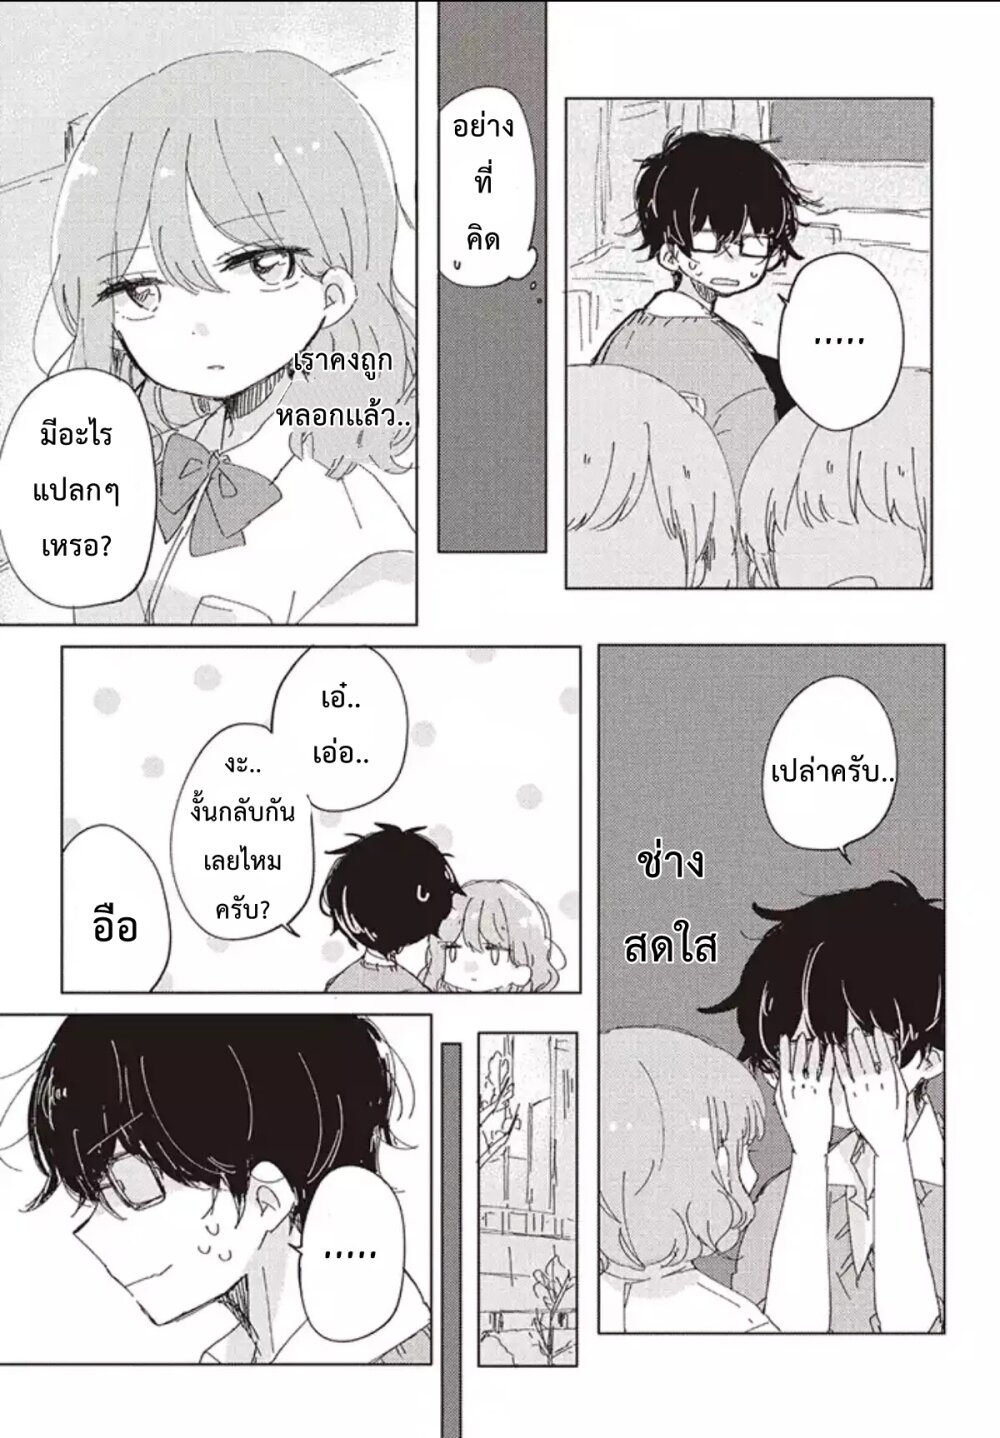 .....
อย่าง
ที่
คิด
เราคงถูก
หลอกแล้ว..
มีอะไร
แปลกๆ
เหรอ?
เปล่าครับ..
ช่าง
สดใส
เอ๋..
เอ่อ..
งะ..
งั้นกลับกัน
เลยไหม
ครับ?
อือ
.....